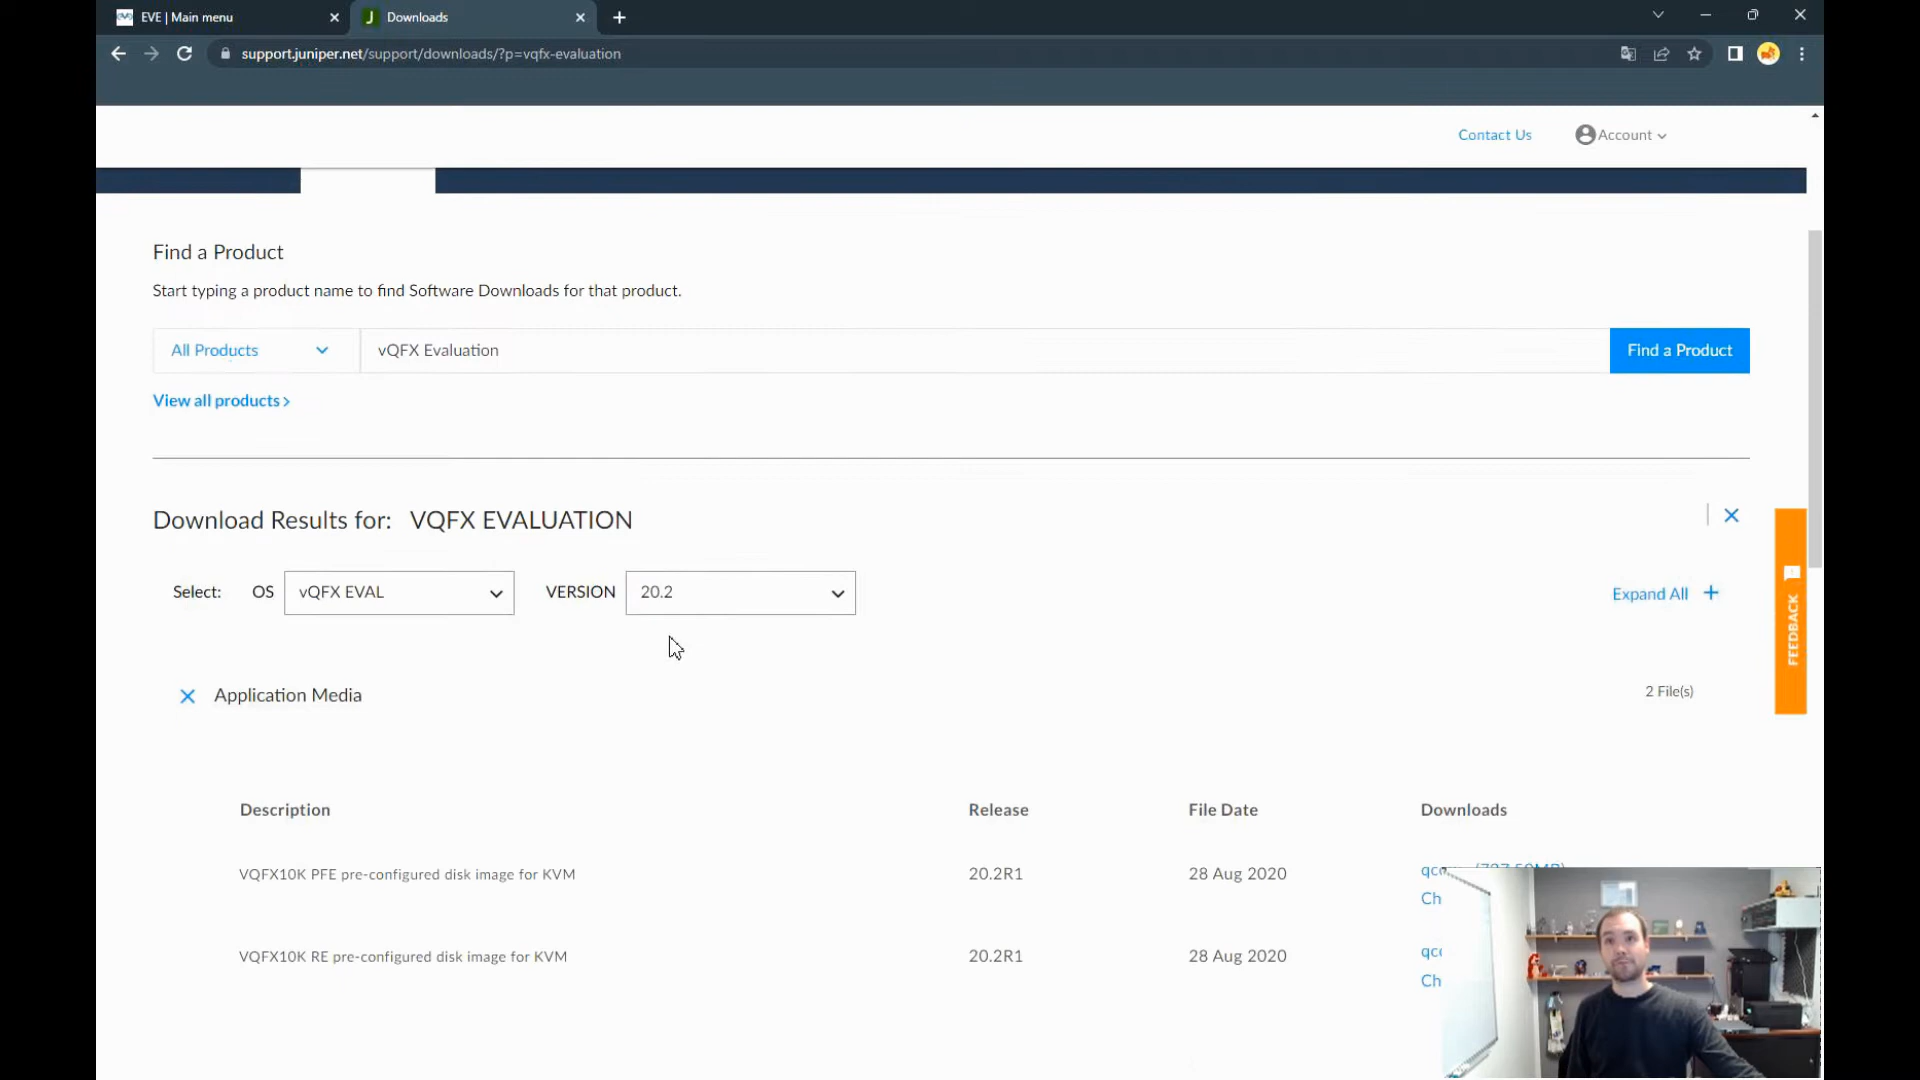 EVE | Main menu
Downloads
support.juniper.net/support/downloads/?p=vqfx-evaluation
Contact Us
Account
Find a Product
Start typing a product name to find Software Downloads for that product.
All Products
vQFX Evaluation
Find a Product
View all products >
Download Results for: VQFX EVALUATION
Select: OS vQFX EVAL VERSION 20.2
Expand All +
FEEDBACK
Application Media
2 File(s)
Description Release File Date Downloads
VQFX10K PFE pre-configured disk image for KVM 20.2R1 28 Aug 2020
Ch
VQFX10K RE pre-configured disk image for KVM 20.2R1 28 Aug 2020
Ch